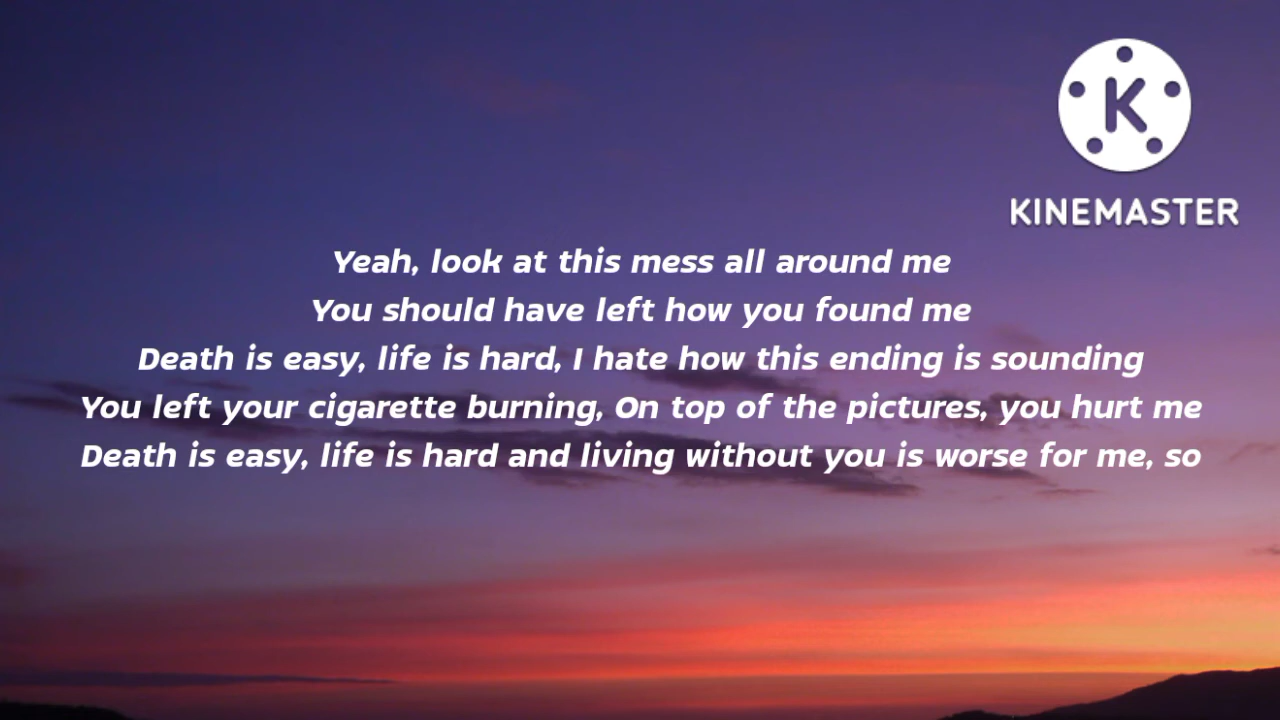 K
KINEMASTER
Yeah, look at this mess all around me
You should have left how you found me
Death is easy, life is hard, I hate how this ending is sounding
You left your cigarette burning, On top of the pictures, you hurt me
Death is easy, life is hard and living without you is worse for me, so